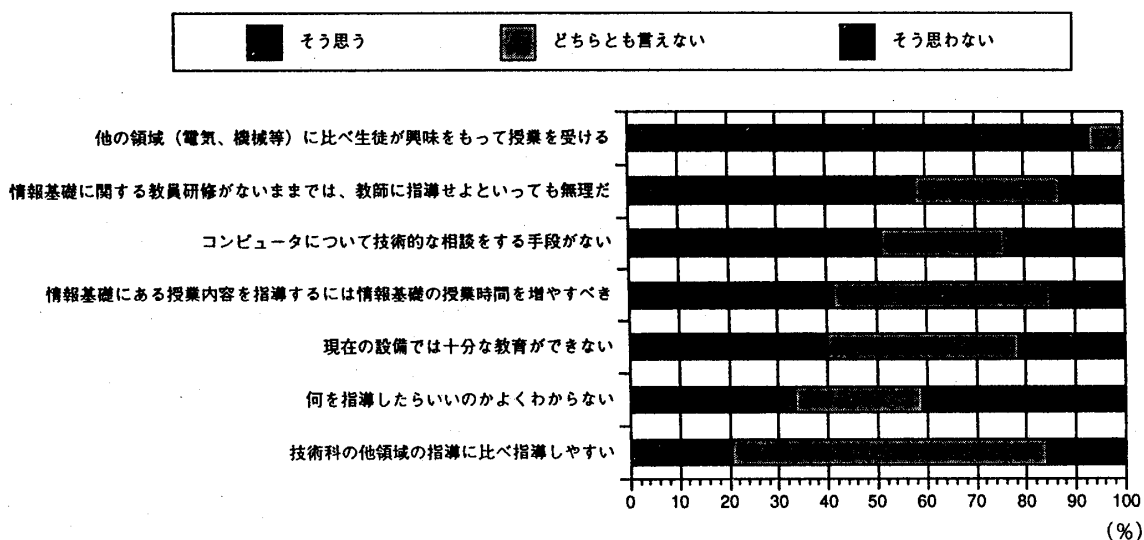 そう思う どちらとも言えない そう思わない
他の領域（電気、機械等）に比べ生徒が興味をもって授業を受ける
情報基礎に関する教員研修がないままでは、教師に指導せよといっても無理だ
コンピュータについて技術的な相談をする手段がない
情報基礎にある授業内容を指導するには情報基礎の授業時間を増やすべき
現在の設備では十分な教育ができない
何を指導したらいいのかよくわからない
技術科の他領域の指導に比べ指導しやすい
0 10 20 30 40 50 60 70 80 90 100
(%)